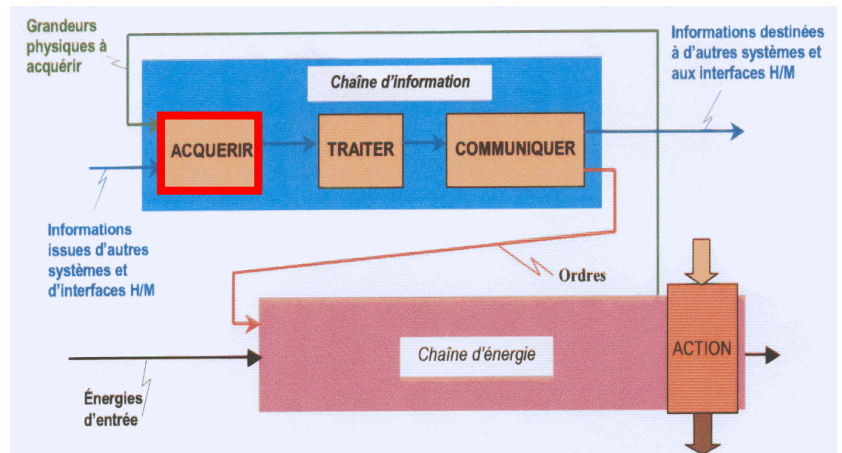 Grandeurs
physiques à
acquérir
Informations destinées
à d'autres systèmes et
aux interfaces H/M
Chaîne d'information
ACQUERIR
TRAITER
COMMUNIQUER
Informations
issues d'autres
systèmes et
d'interfaces H/M
Ordres
Chaîne d'énergie
ACTION
Énergies
d'entrée